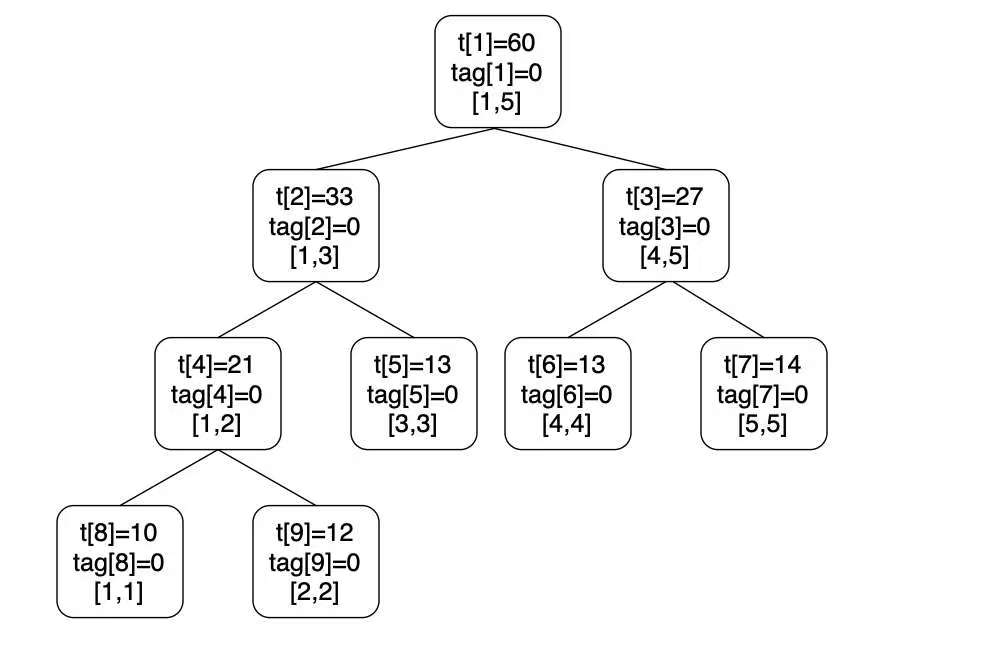 t[1]=60
tag[1]=0
[1,5]
t[2]=33
tag[2]=0
[1,3]
t[3]=27
tag[3]=0
[4,5]
t[4]=21
tag[4]=0
[1,2]
t[5]=13
tag[5]=0
[3,3]
t[6]=13
tag[6]=0
[4,4]
t[7]=14
tag[7]=0
[5,5]
t[8]=10
tag[8]=0
[1,1]
t[9]=12
tag[9]=0
[2,2]